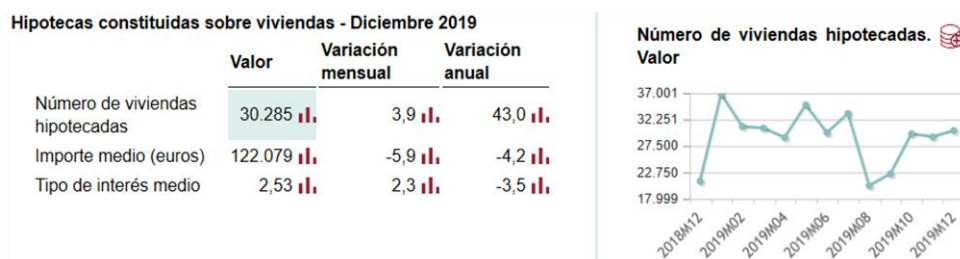 Hipotecas constituidas sobre viviendas - Diciembre 2019
Valor
Variación
mensual
Variación
anual
Número de viviendas
hipotecadas
30.285
3,9
43,0
Importe medio (euros)
122.079
-5,9
-4,2
Tipo de interés medio
2,53
2,3
-3,5
Número de viviendas hipotecadas.
Valor
37.001
32.251
27.500
22.750
17.999
2018M12
2019M02
2019M04
2019M06
2019M08
2019M10
2019M12